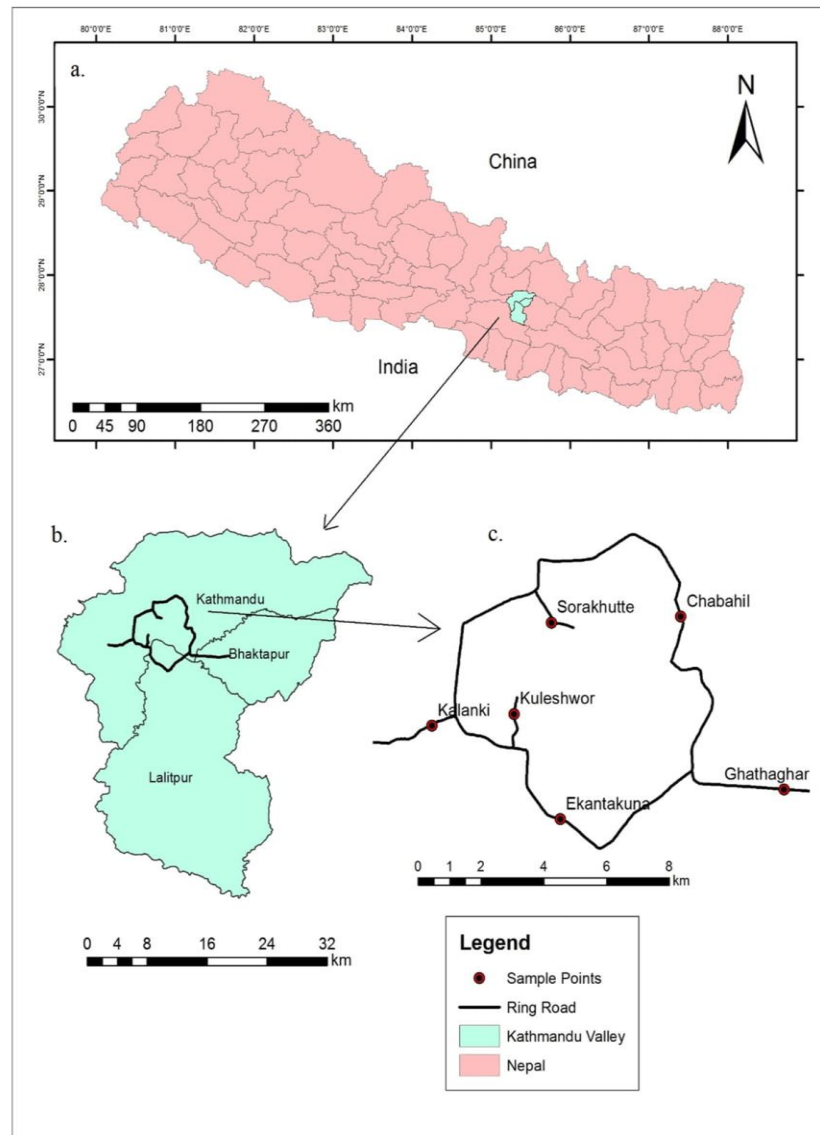 80°0'0"E 81°0'0"E 82°0'0"E 83°0'0"E 84°0'0"E 85°0'0"E 86°0'0"E 87°0'0"E 88°0'0"E
a.
N
30°0'0"N
China
29°0'0"N
28°0'0"N
27°0'0"N
India
km
0 45 90 180 270 360
b.
c.
Kathmandu
Bhaktapur
Lalitpur
Sorakhutte
Chabahil
Kuleshwor
Kalanki
Ghathaghar
Ekantakuna
0 1 2 4 6 8
km
0 4 8 16 24 32
km
Legend
Sample Points
Ring Road
Kathmandu Valley
Nepal